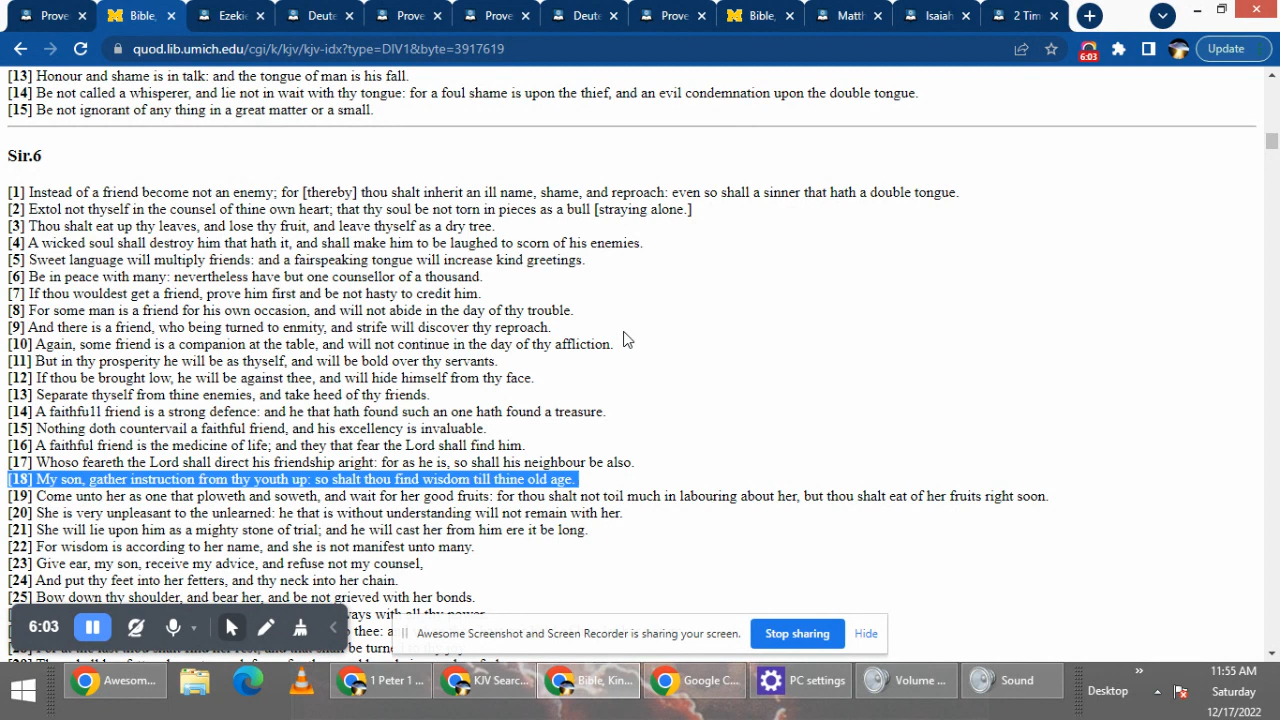 Prove
Bible,
Ezekie
Deute
Prove
Prove
Deute
Prove
Bible,
Matt
Isaiah
2 Tim
quod.lib.umich.edu/cgi/k/kjv/kjv-idx?type=DIV1&byte=3917619
6:03
Update
[13] Honour and shame is in talk: and the tongue of man is his fall.
[14] Be not called a whisperer, and lie not in wait with thy tongue: for a foul shame is upon the thief, and an evil condemnation upon the double tongue.
[15] Be not ignorant of any thing in a great matter or a small.
Sir.6
[1] Instead of a friend become not an enemy; for [thereby] thou shalt inherit an ill name, shame, and reproach: even so shall a sinner that hath a double tongue.
[2] Extol not thyself in the counsel of thine own heart; that thy soul be not torn in pieces as a bull [straying alone.]
[3] Thou shalt eat up thy leaves, and lose thy fruit, and leave thyself as a dry tree.
[4] A wicked soul shall destroy him that hath it, and shall make him to be laughed to scorn of his enemies.
[5] Sweet language will multiply friends: and a fairspeaking tongue will increase kind greetings.
[6] Be in peace with many: nevertheless have but one counsellor of a thousand.
[7] If thou wouldest get a friend, prove him first and be not hasty to credit him.
[8] For some man is a friend for his own occasion, and will not abide in the day of thy trouble.
[9] And there is a friend, who being turned to enmity, and strife will discover thy reproach.
[10] Again, some friend is a companion at the table, and will not continue in the day of thy affliction.
[11] But in thy prosperity he will be as thyself, and will be bold over thy servants.
[12] If thou be brought low, he will be against thee, and will hide himself from thy face.
[13] Separate thyself from thine enemies, and take heed of thy friends.
[14] A faithfu11 friend is a strong defence: and he that hath found such an one hath found a treasure.
[15] Nothing doth countervail a faithful friend, and his excellency is invaluable.
[16] A faithful friend is the medicine of life; and they that fear the Lord shall find him.
[17] Whoso feareth the Lord shall direct his friendship aright: for as he is, so shall his neighbour be also.
[18] My son, gather instruction from thy youth up: so shalt thou find wisdom till thine old age.
[19] Come unto her as one that ploweth and soweth, and wait for her good fruits: for thou shalt not toil much in labouring about her, but thou shalt eat of her fruits right soon.
[20] She is very unpleasant to the unlearned: he that is without understanding will not remain with her.
[21] She will lie upon him as a mighty stone of trial; and he will cast her from him ere it be long.
[22] For wisdom is according to her name, and she is not manifest unto many.
[23] Give ear, my son, receive my advice, and refuse not my counsel,
[24] And put thy feet into her fetters, and thy neck into her chain.
[25] Bow down thy shoulder, and bear her, and be not grieved with her bonds.
6:03
Awesome Screenshot and Screen Recorder is sharing your screen.
Stop sharing
Hide
Awesom...
1 Peter 1 ...
KJV Searc...
Bible, Kin...
Google C...
PC settings
Volume ...
Sound
Desktop
11:55 AM
Saturday
12/17/2022